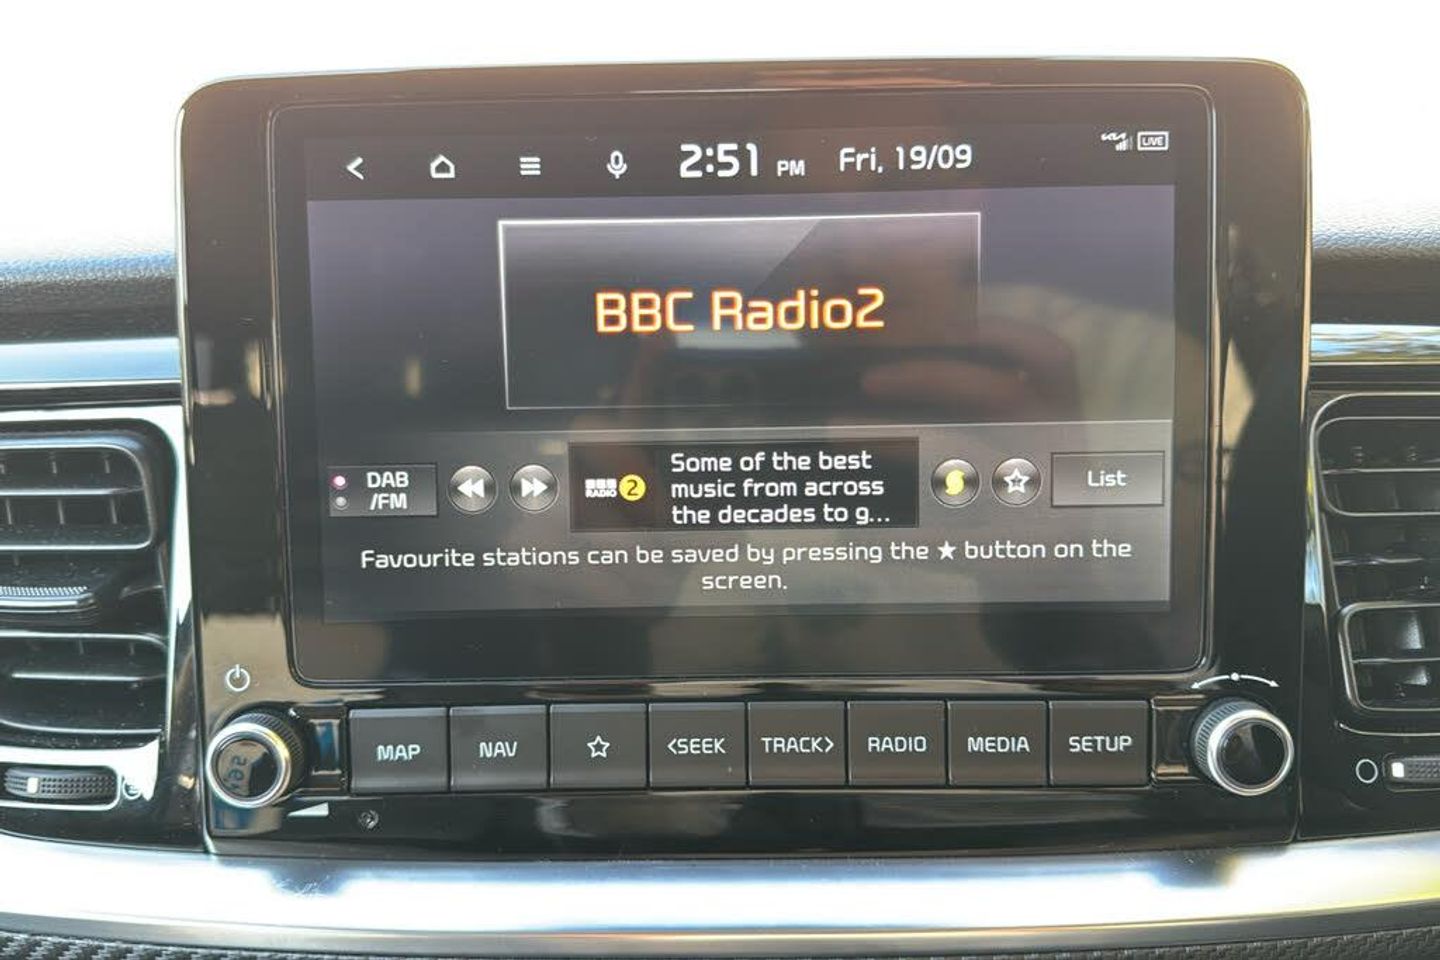 2:51 PM Fri, 19/09
LIVE
BBC Radio2
DAB
/FM
RADIO 2
Some of the best
music from across
the decades to g...
List
Favourite stations can be saved by pressing the ★ button on the
screen.
MAP
NAV
<SEEK
TRACK>
RADIO
MEDIA
SETUP